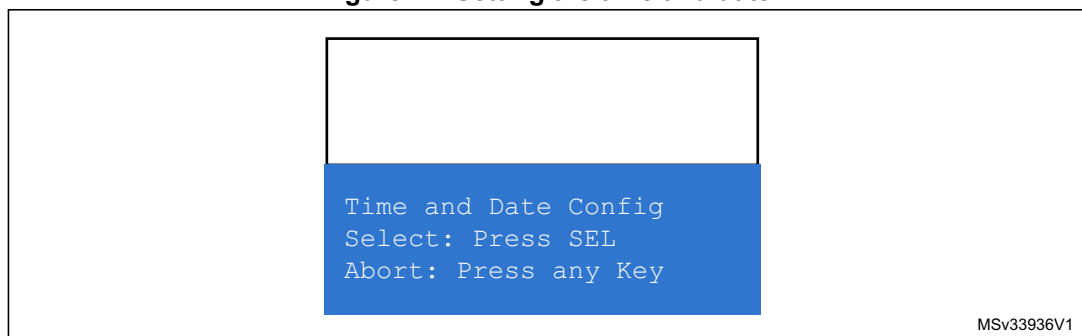 Time and Date Config
Select: Press SEL
Abort: Press any Key
MSv33936V1